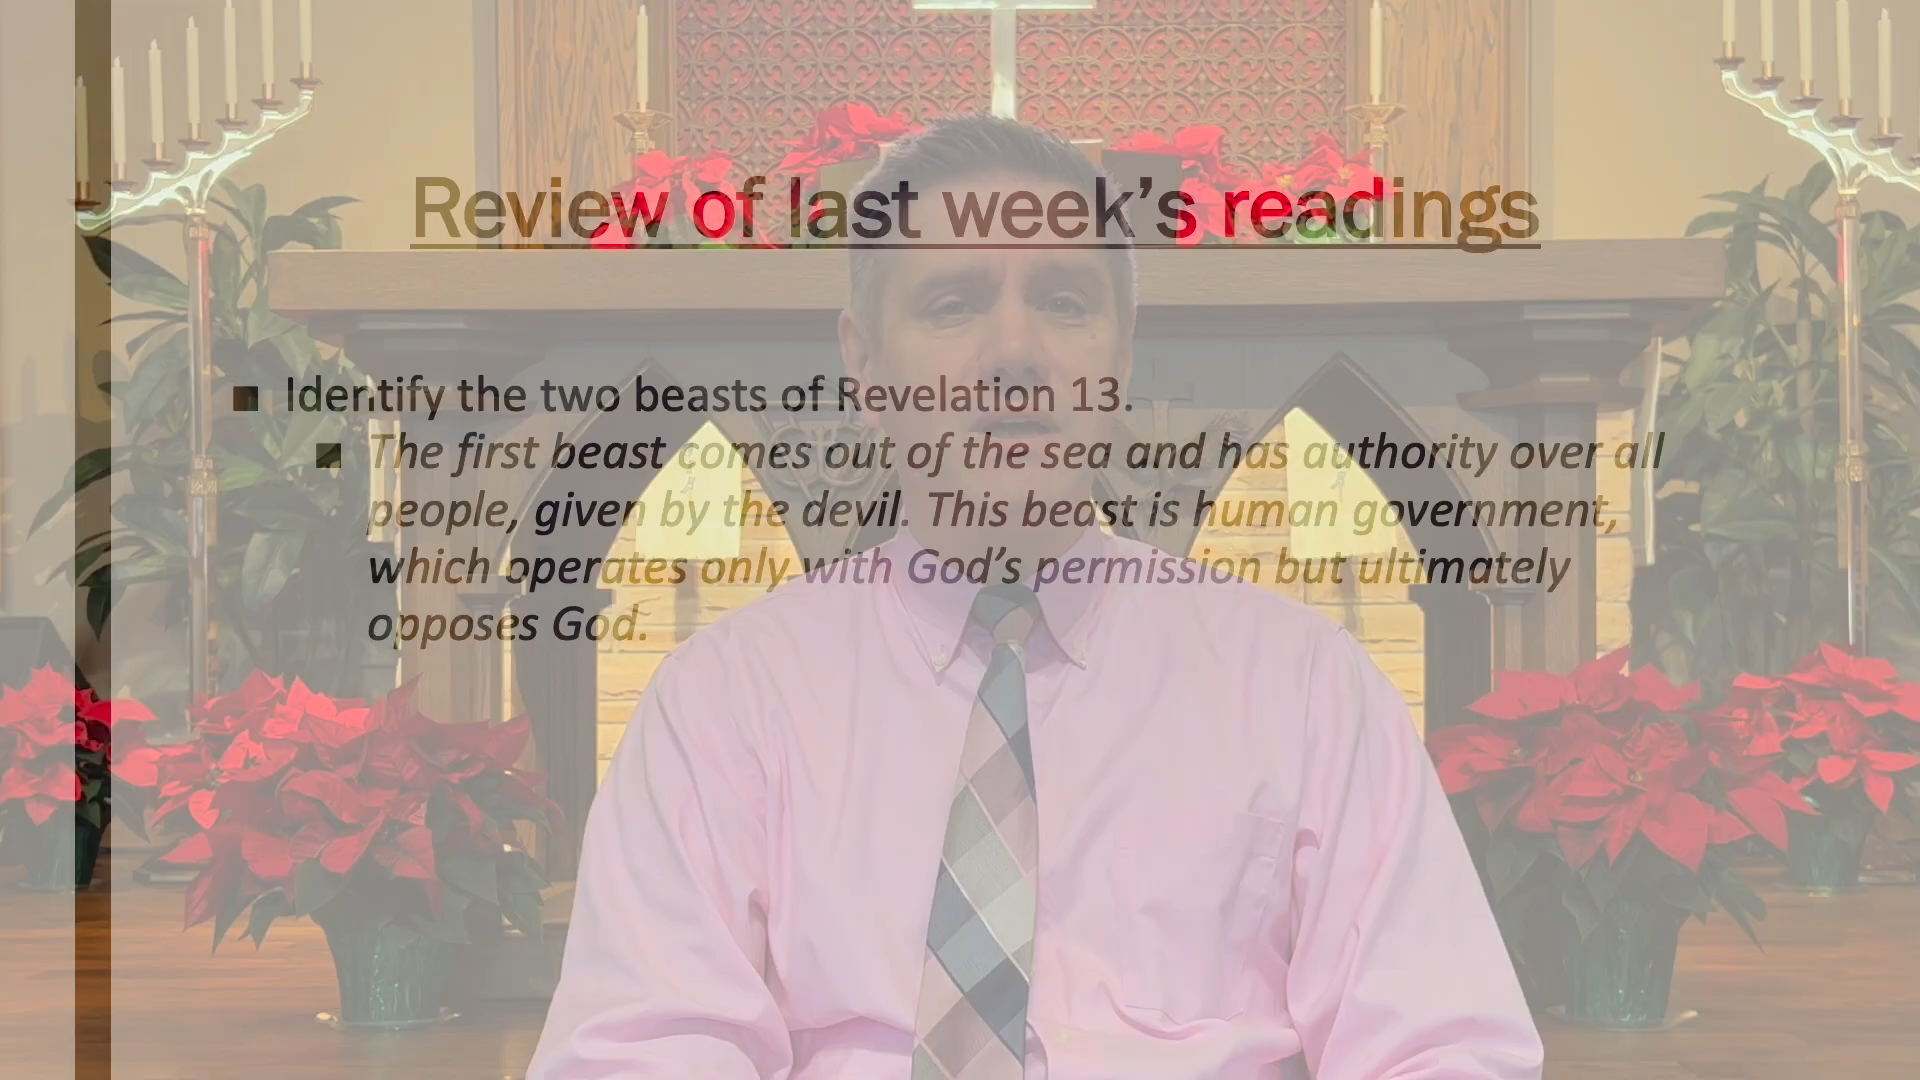 Review of last week's readings
Identify the two beasts of Revelation 13.
The first beast comes out of the sea and has authority over all
people, given by the devil. This beast is human government,
which operates only with God's permission but ultimately
opposes God.